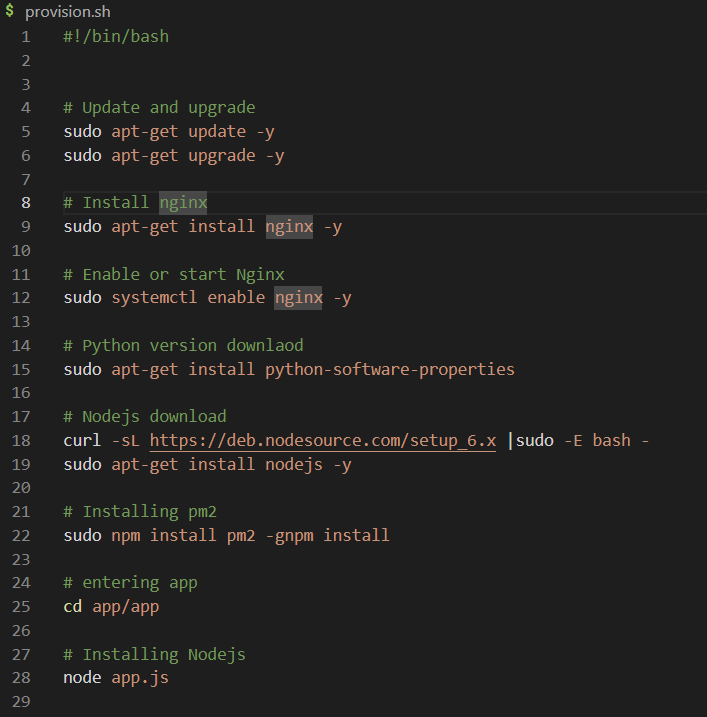 $ provision.sh
1 #!/bin/bash
2
3
4 # Update and upgrade
5 sudo apt-get update -y
6 sudo apt-get upgrade -y
7
8 # Install nginx
9 sudo apt-get install nginx -y
10
11 # Enable or start Nginx
12 sudo systemctl enable nginx -y
13
14 # Python version downlaod
15 sudo apt-get install python-software-properties
16
17 # Nodejs download
18 curl -sL https://deb.nodesource.com/setup_6.x |sudo -E bash -
19 sudo apt-get install nodejs -y
20
21 # Installing pm2
22 sudo npm install pm2 -gnpm install
23
24 # entering app
25 cd app/app
26
27 # Installing Nodejs
28 node app.js
29